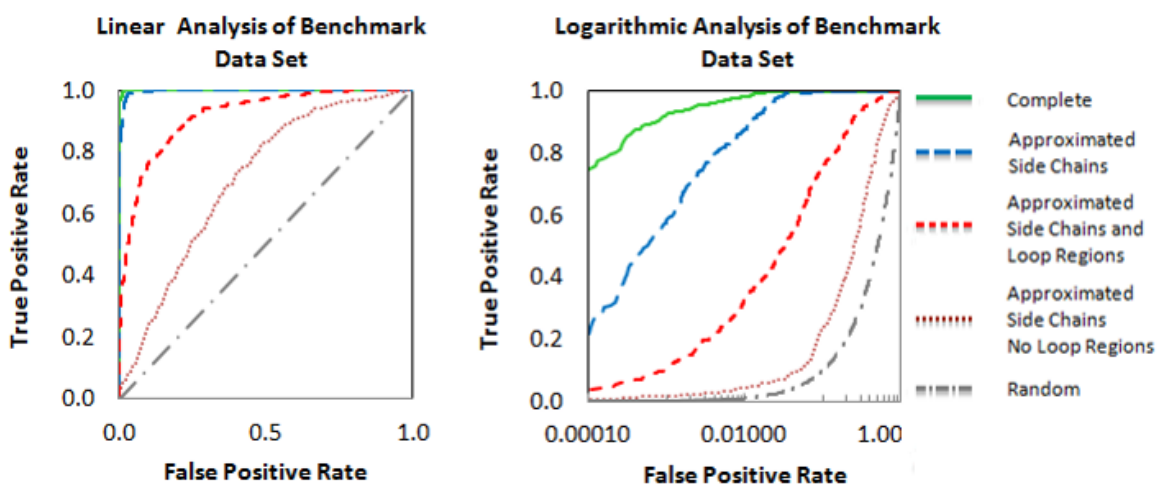 Linear Analysis of Benchmark
Data Set
True Positive Rate
1.0
0.8
0.6
0.4
0.2
0.0
0.0
0.5
1.0
False Positive Rate
Logarithmic Analysis of Benchmark
Data Set
True Positive Rate
1.0
0.8
0.6
0.4
0.2
0.0
0.00010
0.01000
1.00
False Positive Rate
Complete
Approximated
Side Chains
Approximated
Side Chains and
Loop Regions
Approximated
Side Chains
No Loop Regions
Random